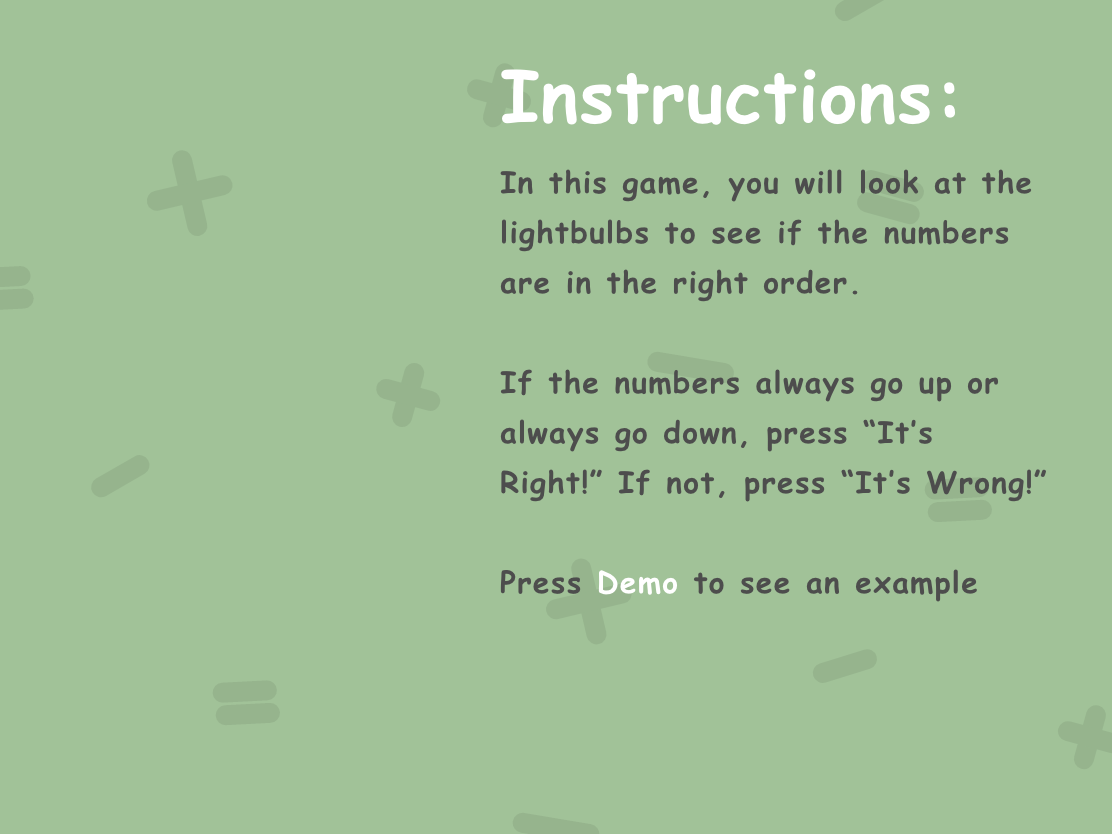 Instructions:
In this game, you will look at the
lightbulbs to see if the numbers
are in the right order.
If the numbers always go up or
always go down, press “It’s
Right!” If not, press “It’s Wrong!”
Press Demo to see an example